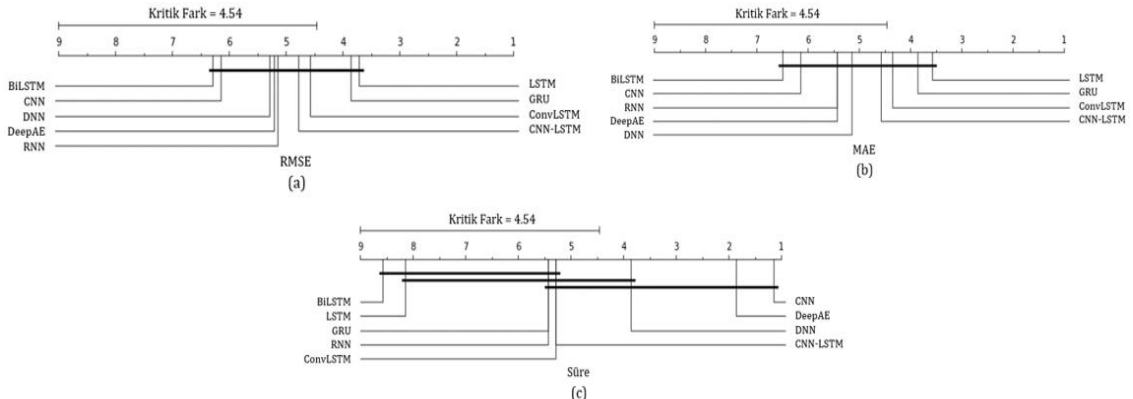 Kritik Fark = 4.54
9 8 7 6 5 4 3 2 1
BiLSTM
CNN
DNN
DeepAE
RNN
LSTM
GRU
ConvLSTM
CNN-LSTM
RMSE
(a)
Kritik Fark = 4.54
9 8 7 6 5 4 3 2 1
BiLSTM
CNN
RNN
DeepAE
DNN
LSTM
GRU
ConvLSTM
CNN-LSTM
MAE
(b)
Kritik Fark = 4.54
9 8 7 6 5 4 3 2 1
BiLSTM
LSTM
GRU
RNN
ConvLSTM
CNN
DeepAE
DNN
CNN-LSTM
Süre
(c)